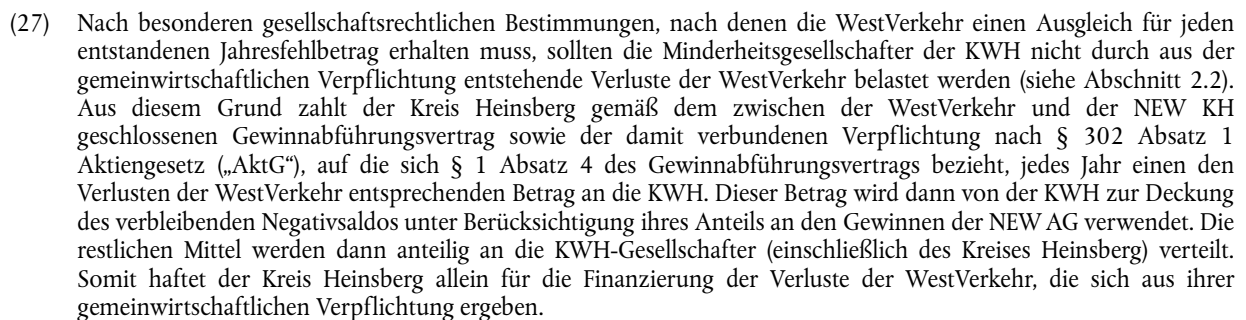 (27) Nach besonderen gesellschaftsrechtlichen Bestimmungen, nach denen die WestVerkehr einen Ausgleich für jeden
entstandenen Jahresfehlbetrag erhalten muss, sollten die Minderheitsgesellschafter der KWH nicht durch aus der
gemeinwirtschaftlichen Verpflichtung entstehende Verluste der WestVerkehr belastet werden (siehe Abschnitt 2.2).
Aus diesem Grund zahlt der Kreis Heinsberg gemäß dem zwischen der WestVerkehr und der NEW KH
geschlossenen Gewinnabführungsvertrag sowie der damit verbundenen Verpflichtung nach § 302 Absatz 1
Aktiengesetz („AktG“), auf die sich § 1 Absatz 4 des Gewinnabführungsvertrags bezieht, jedes Jahr einen den
Verlusten der WestVerkehr entsprechenden Betrag an die KWH. Dieser Betrag wird dann von der KWH zur Deckung
des verbleibenden Negativsaldos unter Berücksichtigung ihres Anteils an den Gewinnen der NEW AG verwendet. Die
restlichen Mittel werden dann anteilig an die KWH-Gesellschafter (einschließlich des Kreises Heinsberg) verteilt.
Somit haftet der Kreis Heinsberg allein für die Finanzierung der Verluste der WestVerkehr, die sich aus ihrer
gemeinwirtschaftlichen Verpflichtung ergeben.